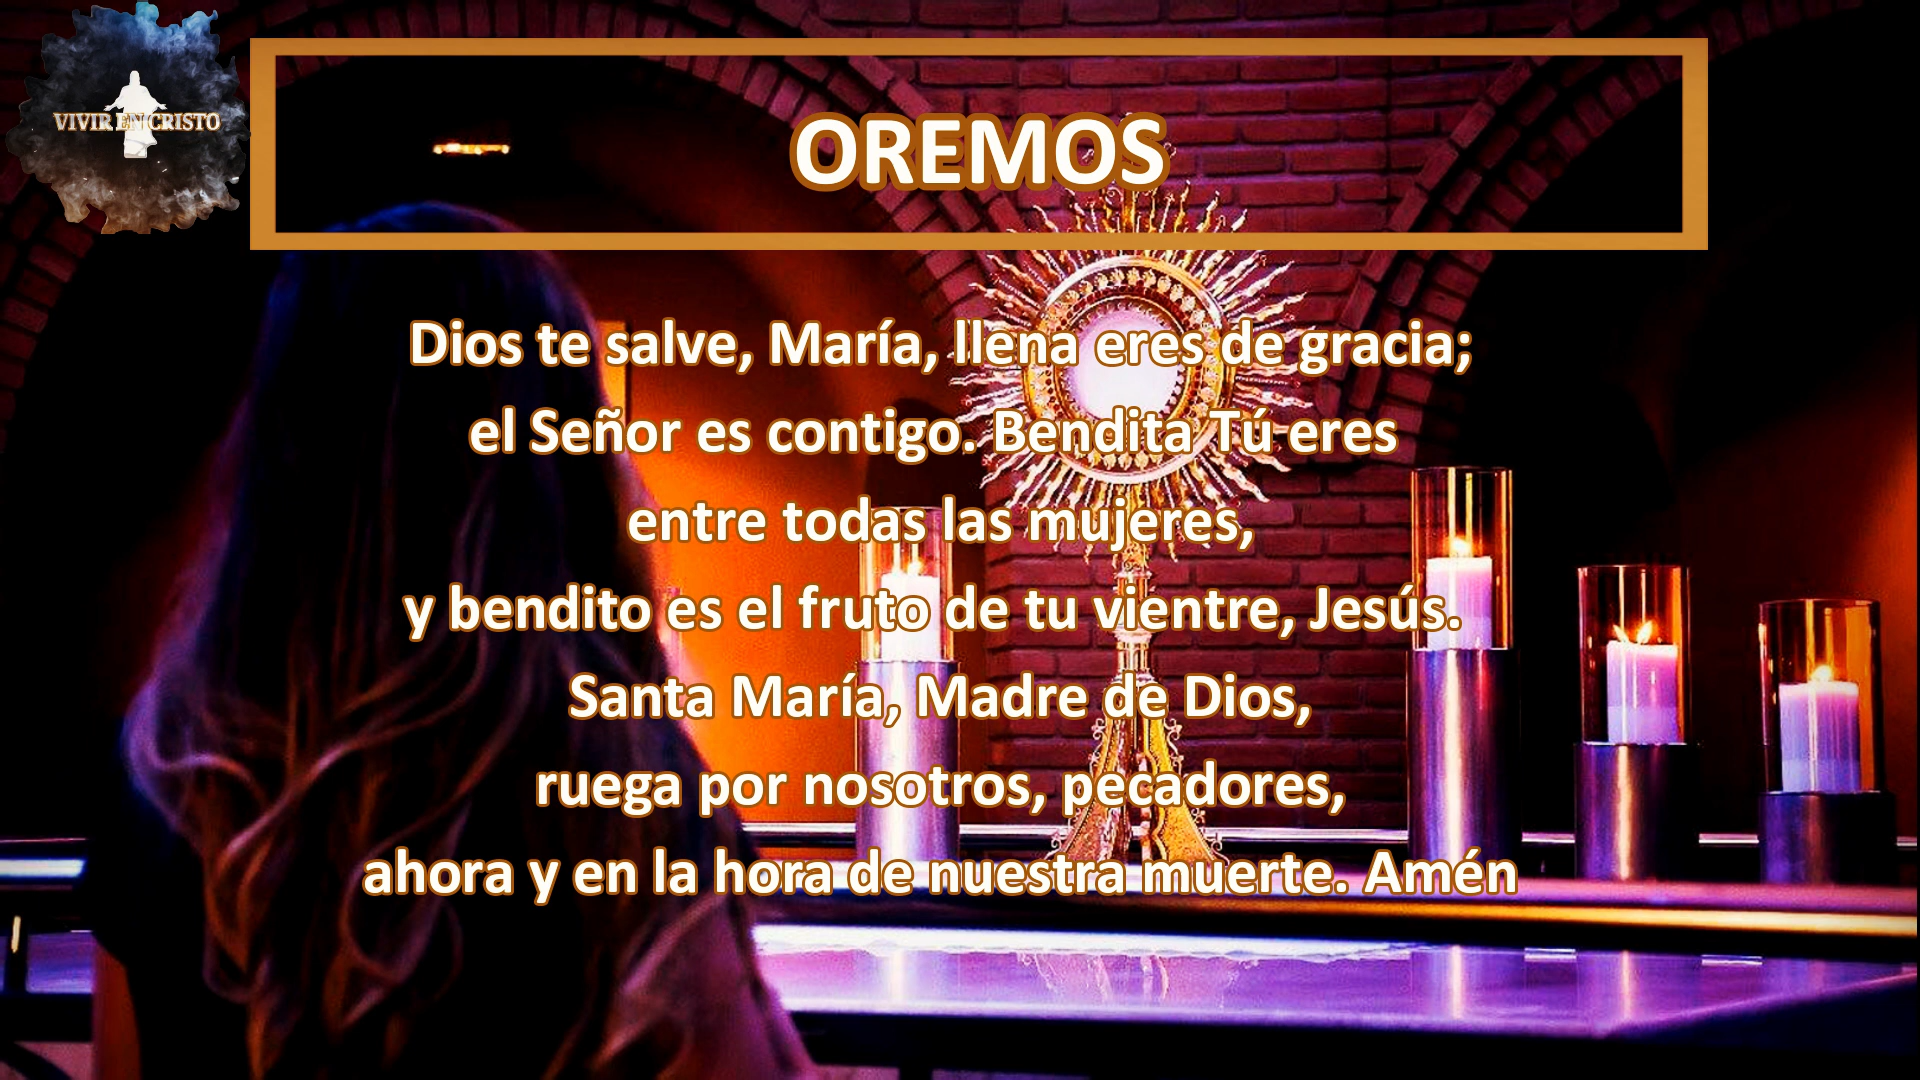 VIVIR EN CRISTO
OREMOS
Dios te salve, María, llena eres de gracia;
el Señor es contigo. Bendita Tú eres
entre todas las mujeres,
y bendito es el fruto de tu vientre, Jesús.
Santa María, Madre de Dios,
ruega por nosotros, pecadores,
ahora y en la hora de nuestra muerte. Amén